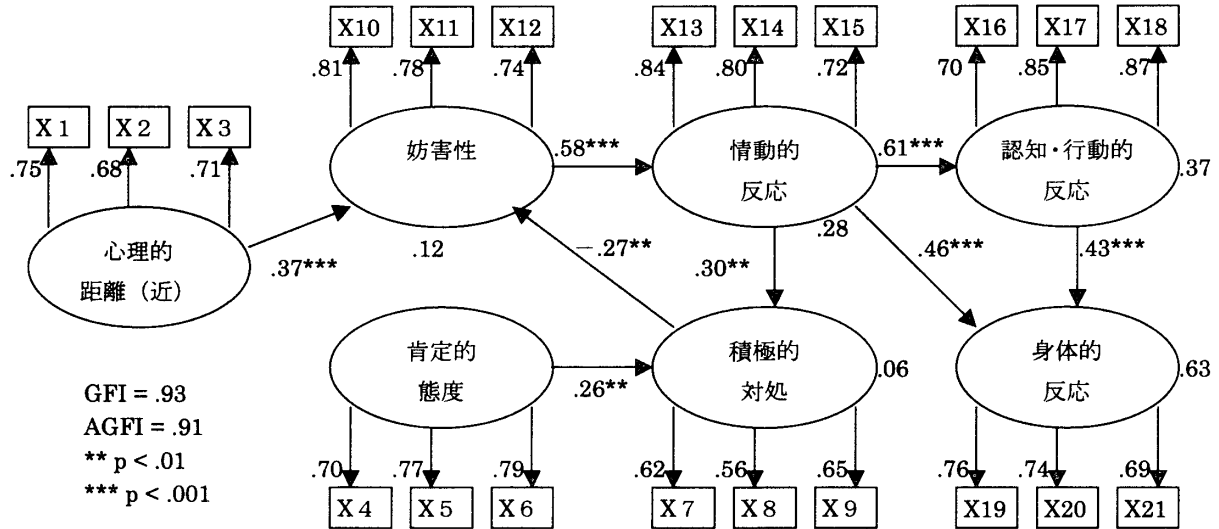 X10 X11 X12 X13 X14 X15 X16 X17 X18
.81 .78 .74 .84 .80 .72 70 .85 .87
X1 X2 X3
.75 .68 .71
妨害性
.58***
情動的
反応
.61***
認知・行動的
反応
.37
.12
.28
心理的
距離（近）
.37***
-.27**
.30**
.46***
.43***
肯定的
態度
.26**
積極的
対処
.06
身体的
反応
.63
GFI = .93
AGFI = .91
** p < .01
*** p < .001
.70 .77 .79 .62 .56 .65 .76 .74 .69
X4 X5 X6 X7 X8 X9 X19 X20 X21